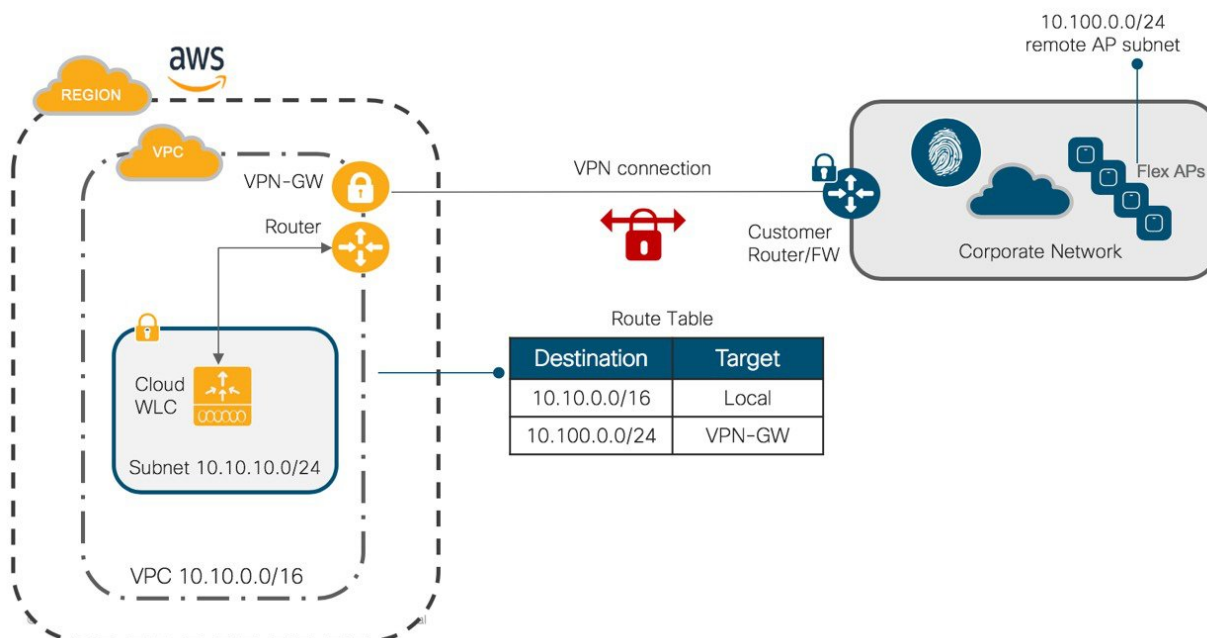 10.100.0.0/24
remote AP subnet
aws
REGION
VPC
VPN-GW
VPN connection
Flex APs
Router
Customer
Router/FW
Corporate Network
Route Table
Destination Target
10.10.0.0/16 Local
10.100.0.0/24 VPN-GW
Cloud
WLC
Subnet 10.10.10.0/24
VPC 10.10.0.0/16